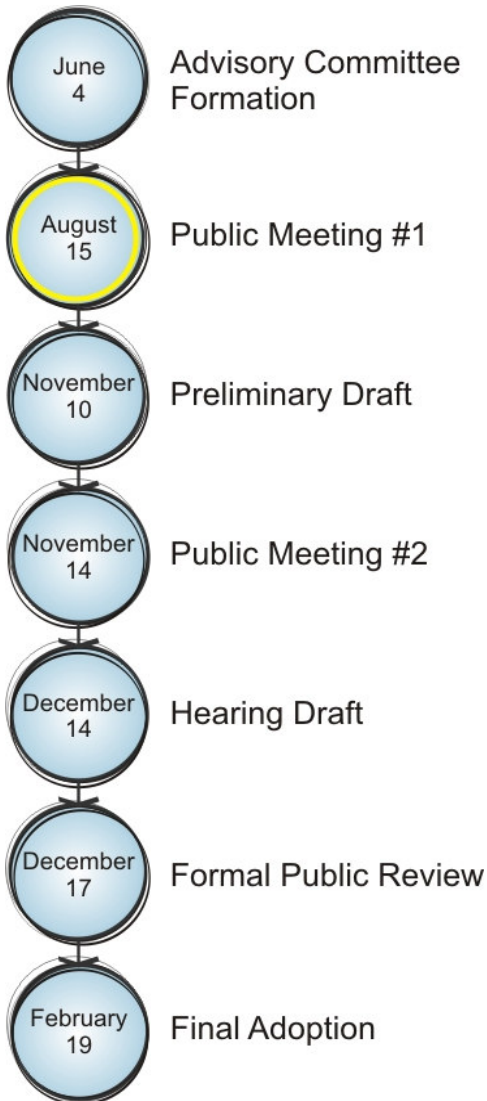 June
4
Advisory Committee
Formation
August
15
Public Meeting #1
November
10
Preliminary Draft
November
14
Public Meeting #2
December
14
Hearing Draft
December
17
Formal Public Review
February
19
Final Adoption